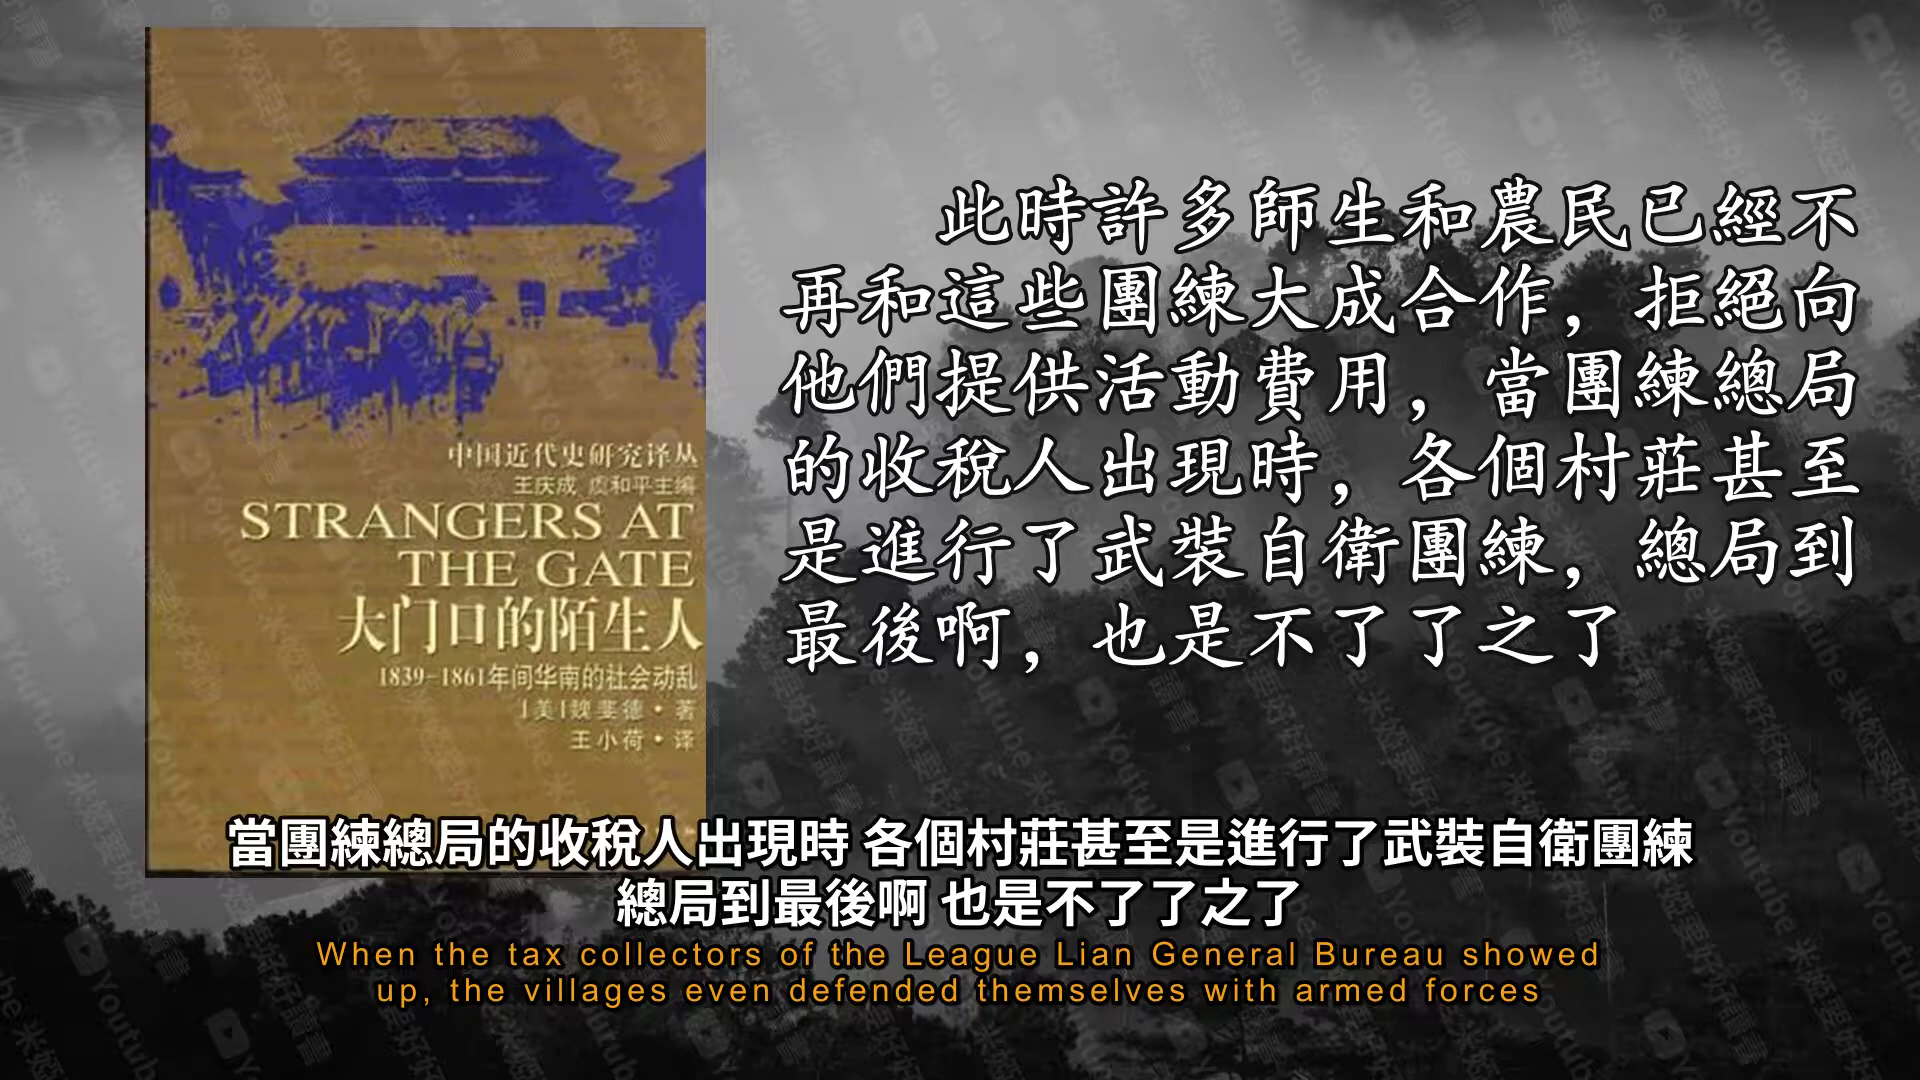 中国近代史研究译丛
王庆成 虞和平主编
STRANGERS AT
THE GATE
大门口的陌生人
1839-1861年间华南的社会动乱
[美]魏斐德·著
王小荷·译
此時許多師生和農民已經不
再和這些團練大成合作，拒絕向
他們提供活動費用，當團練總局
的收稅人出現時，各個村莊甚至
是進行了武裝自衛團練，總局到
最後啊，也是不了了之了
當團練總局的收稅人出現時 各個村莊甚至是進行了武裝自衛團練
總局到最後啊 也是不了了之了
When the tax collectors of the League Lian General Bureau showed
up, the villages even defended themselves with armed forces
Youtube 米姬要好好讀書